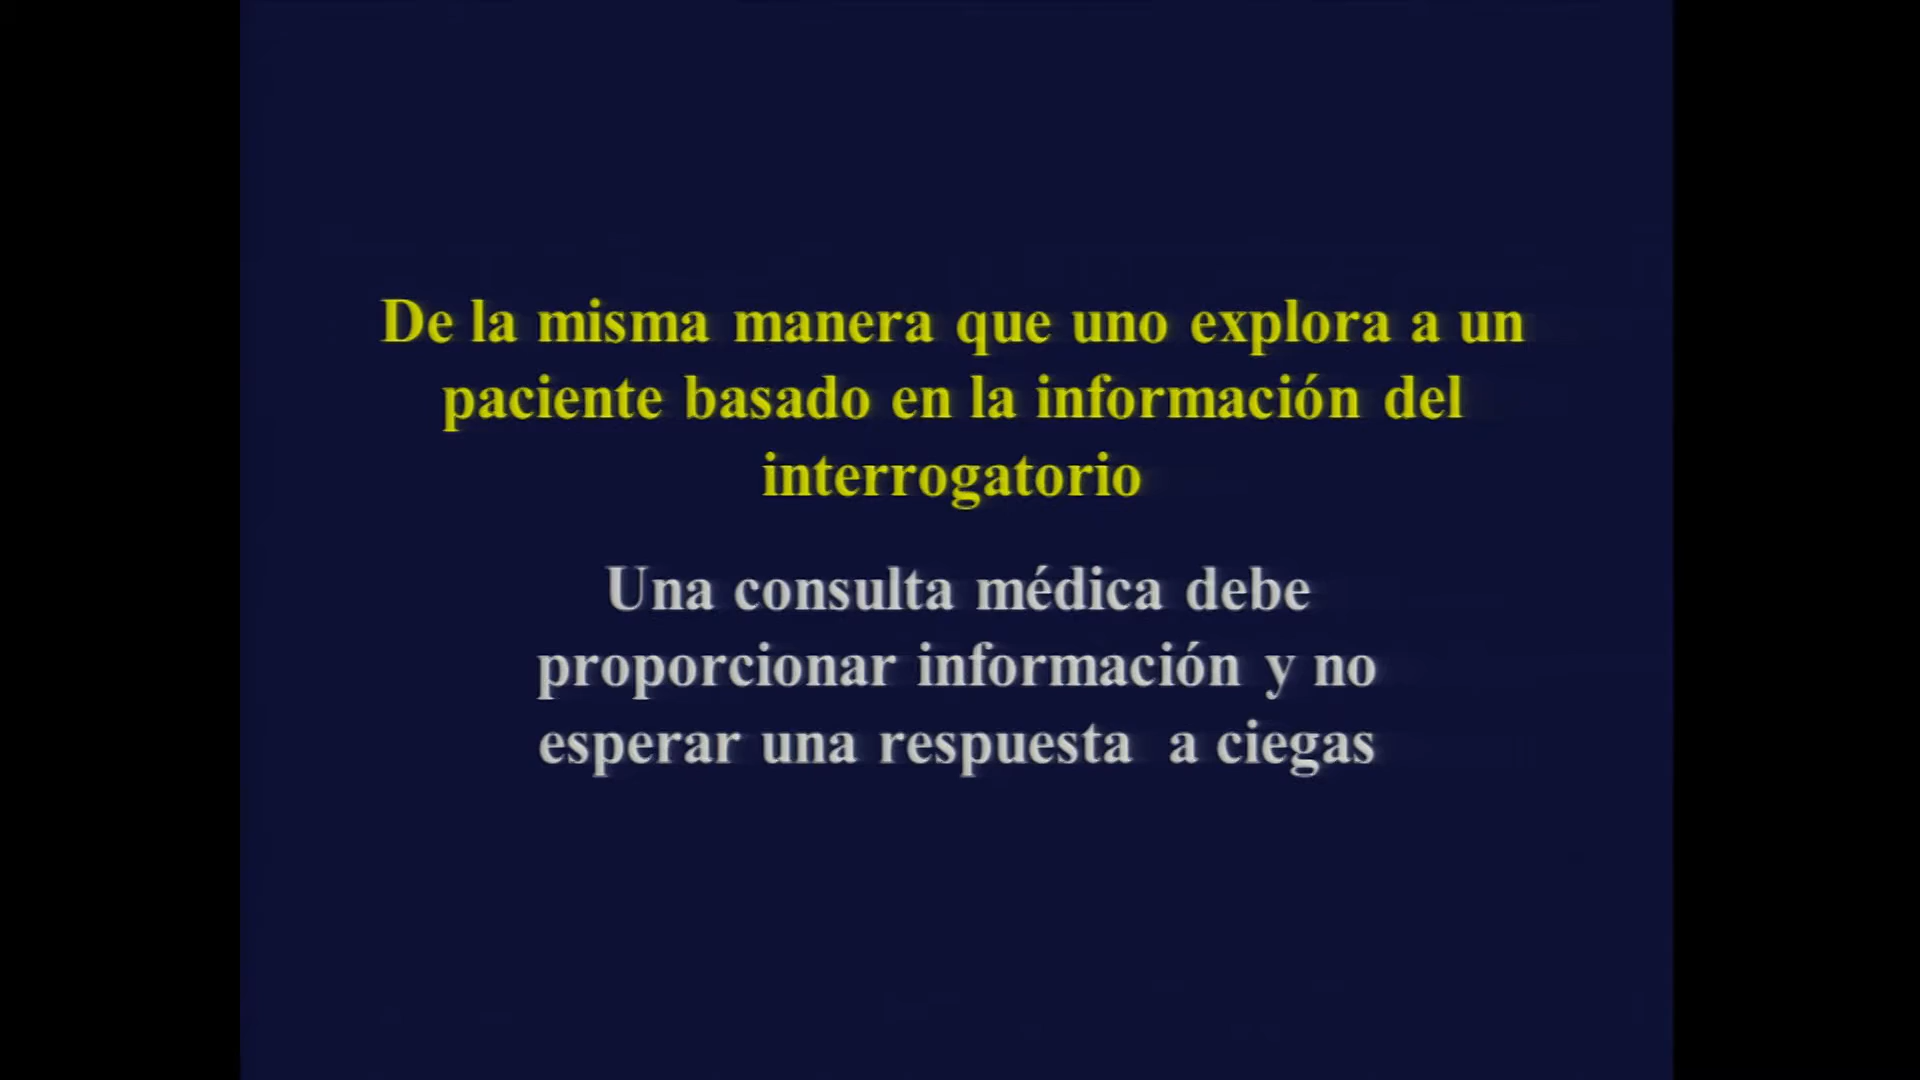 De la misma manera que uno explora a un
paciente basado en la información del
interrogatorio
Una consulta médica debe
proporcionar información y no
esperar una respuesta  a ciegas